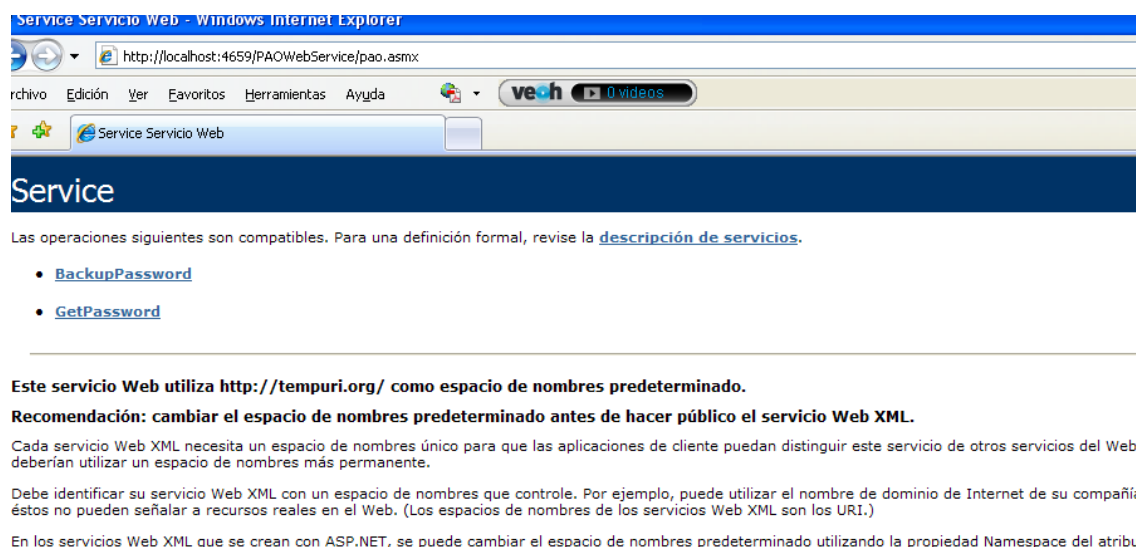 Service Servicio Web - Windows Internet Explorer
http://localhost:4659/PAOWebService/pao.asmx
rchivo Edición Ver Favoritos Herramientas Ayuda veoh 0 videos
Service Servicio Web
Service
Las operaciones siguientes son compatibles. Para una definición formal, revise la descripción de servicios.
BackupPassword
GetPassword
Este servicio Web utiliza http://tempuri.org/ como espacio de nombres predeterminado.
Recomendación: cambiar el espacio de nombres predeterminado antes de hacer público el servicio Web XML.
Cada servicio Web XML necesita un espacio de nombres único para que las aplicaciones de cliente puedan distinguir este servicio de otros servicios del Web
deberían utilizar un espacio de nombres más permanente.
Debe identificar su servicio Web XML con un espacio de nombres que controle. Por ejemplo, puede utilizar el nombre de dominio de Internet de su compañía
éstos no pueden señalar a recursos reales en el Web. (Los espacios de nombres de los servicios Web XML son los URI.)
En los servicios Web XML que se crean con ASP.NET, se puede cambiar el espacio de nombres predeterminado utilizando la propiedad Namespace del atribu